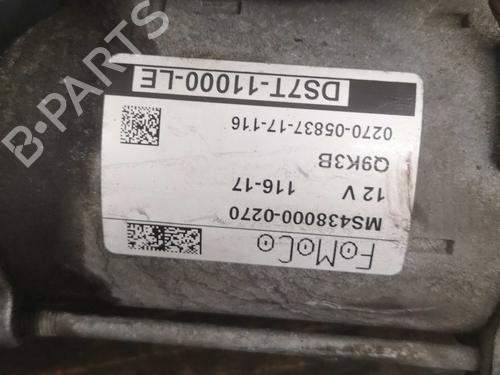 FoMoCo
MS438000-0270
12 V 116-17
Q9K3B
0270-05837-17-116
DS7T-11000-LE
B-PARTS